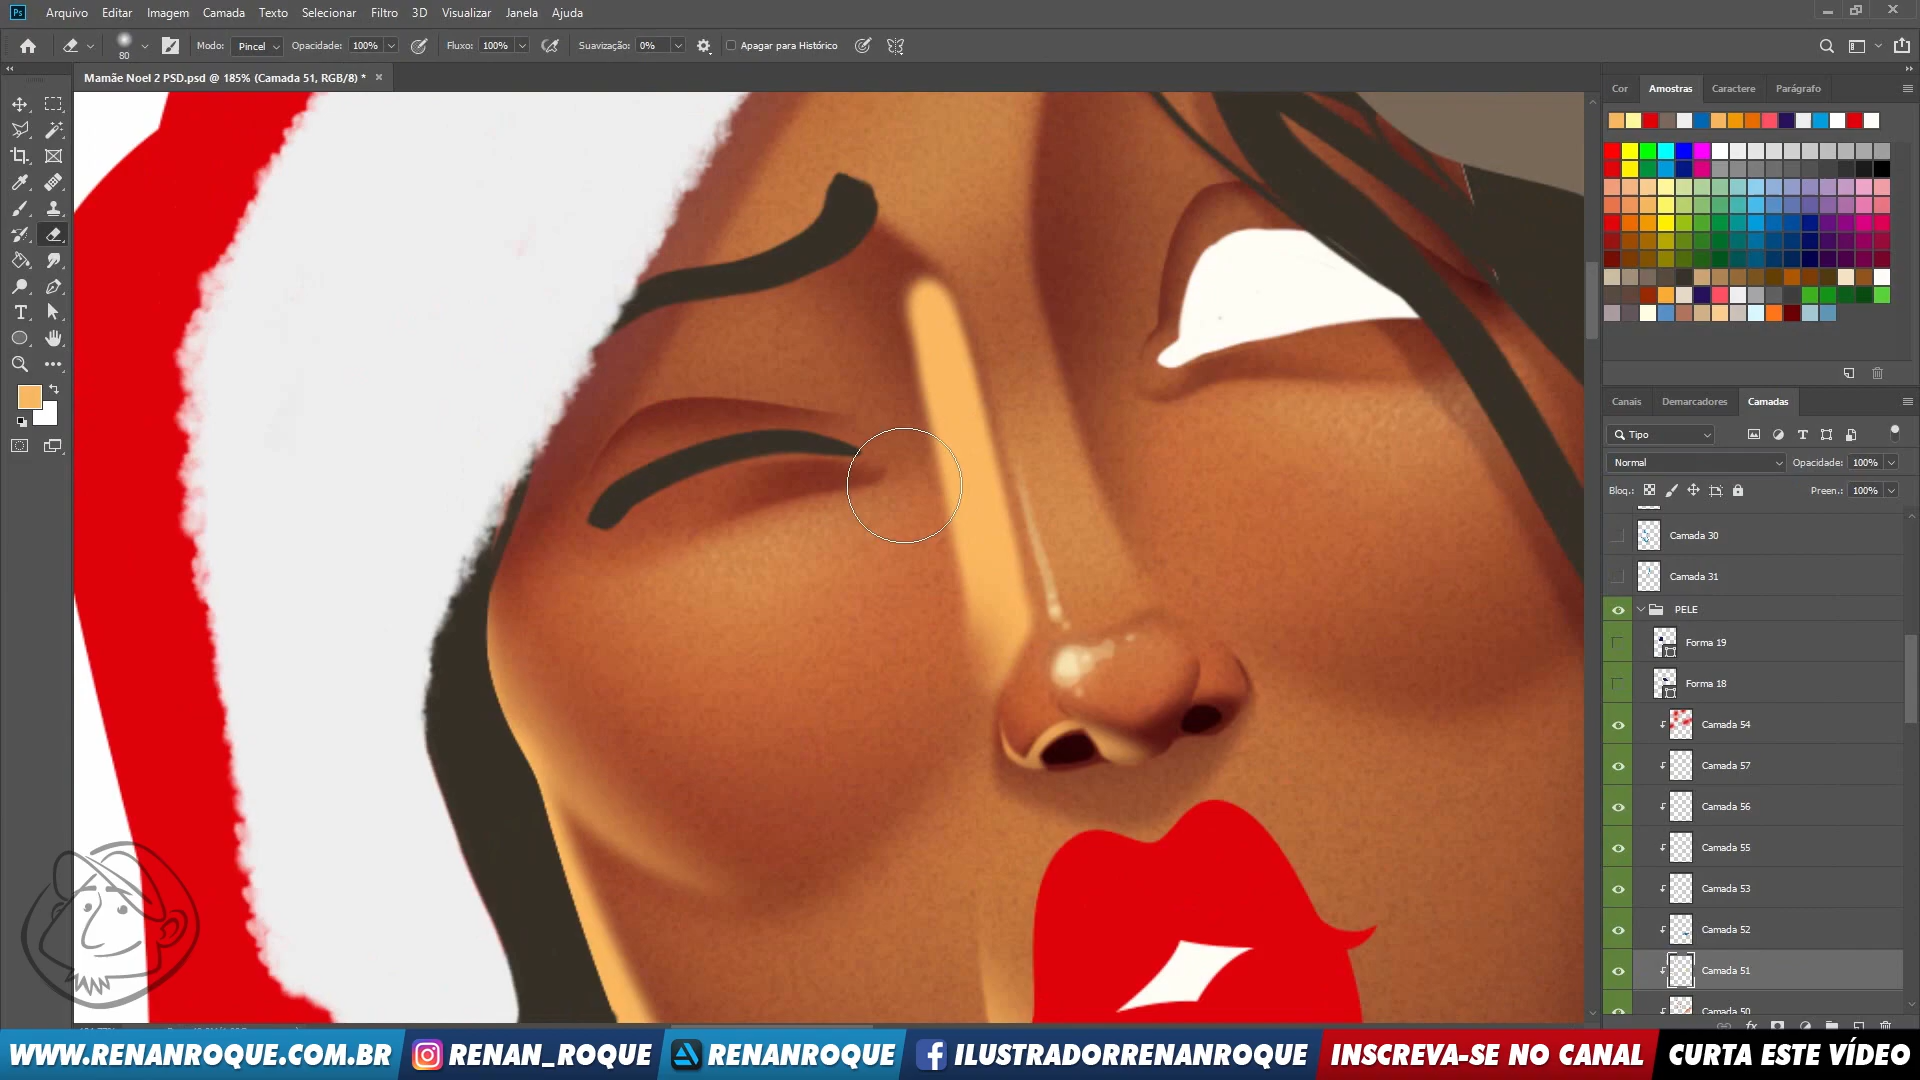 Ps Arquivo Editar Imagem Camada Texto Selecionar Filtro 3D Visualizar Janela Ajuda
80 Modo: Pincel Opacidade: 100% Fluxo: 100% Suavização: 0% Apagar para Histórico
Mamãe Noel 2 PSD.psd @ 185% (Camada 51, RGB/8) * ×
Cor Amostras Caractere Parágrafo
Canais Demarcadores Camadas
Tipo
Normal Opacidade: 100%
Bloq.: Preen.: 100%
Camada 30
Camada 31
PELE
Forma 19
Forma 18
Camada 54
Camada 57
Camada 56
Camada 55
Camada 53
Camada 52
Camada 51
Camada 50
WWW.RENANROQUE.COM.BR RENAN_ROQUE RENANROQUE ILUSTRADORRENANROQUE INSCREVA-SE NO CANAL CURTA ESTE VÍDEO